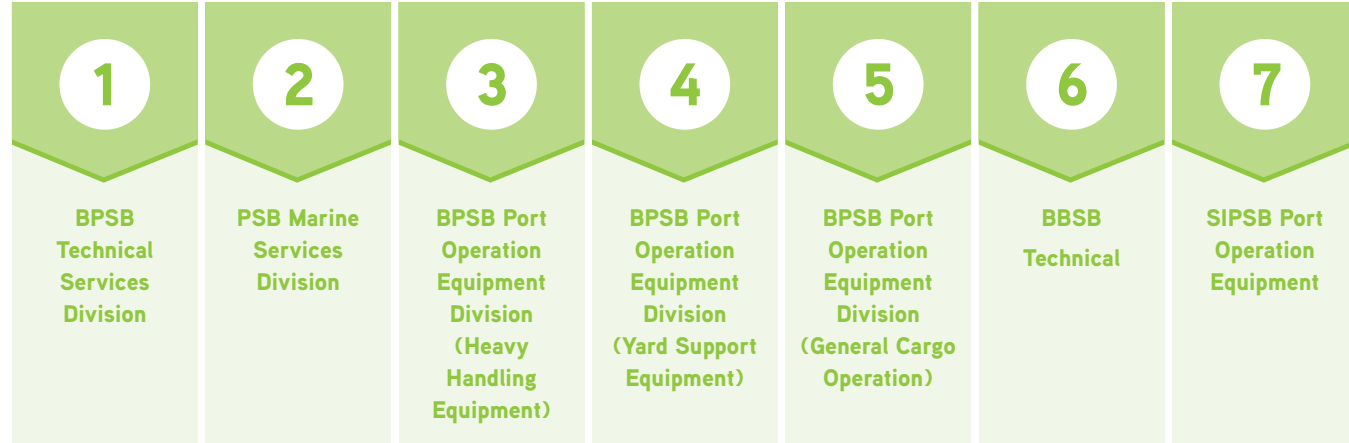 1
BPSB
Technical
Services
Division
2
PSB Marine
Services
Division
3
BPSB Port
Operation
Equipment
Division
(Heavy
Handling
Equipment)
4
BPSB Port
Operation
Equipment
Division
(Yard Support
Equipment)
5
BPSB Port
Operation
Equipment
Division
(General Cargo
Operation)
6
BBSB
Technical
7
SIPSB Port
Operation
Equipment